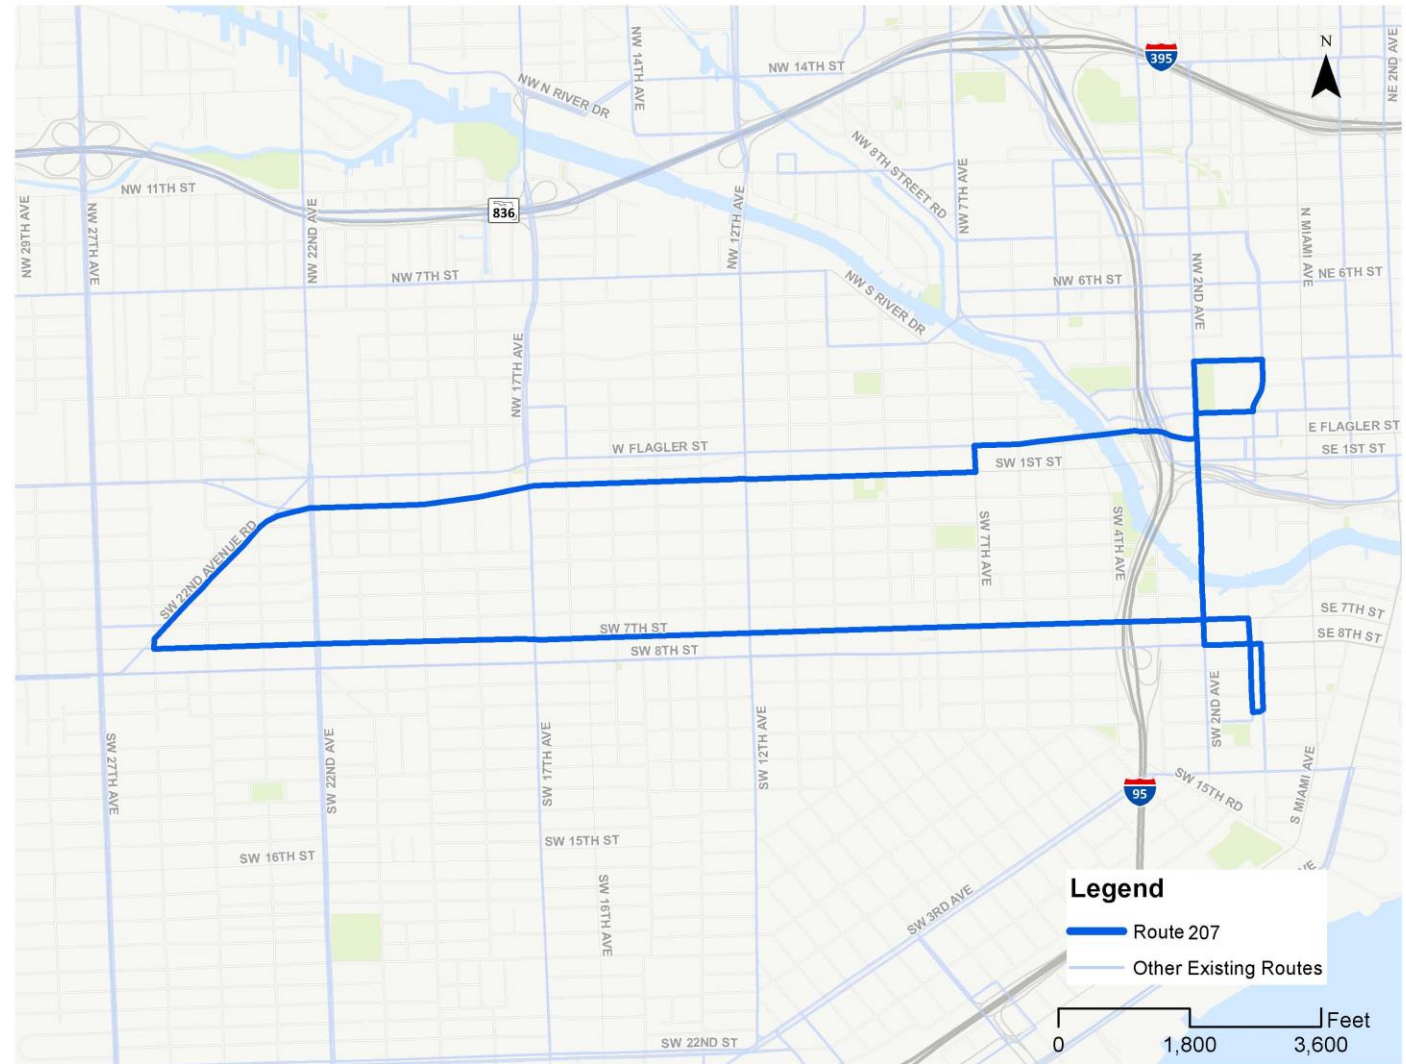 N
NE 2ND AVE
395
NW 14TH AVE
NW 14TH ST
NW N RIVER DR
NW 8TH STREET RD
NW 7TH AVE
NW 11TH ST
NW 29TH AVE
NW 27TH AVE
NW 22ND AVE
836
NW 12TH AVE
N MIAMI AVE
NW 7TH ST
NW S RIVER DR
NW 6TH ST
NW 2ND AVE
NE 6TH ST
NW 17TH AVE
W FLAGLER ST
E FLAGLER ST
SE 1ST ST
SW 1ST ST
SW 22ND AVENUE RD
SW 7TH AVE
SW 4TH AVE
SW 7TH ST
SE 7TH ST
SW 8TH ST
SE 8TH ST
SW 2ND AVE
SW 27TH AVE
SW 22ND AVE
SW 17TH AVE
SW 12TH AVE
95
SW 15TH RD
S MIAMI AVE
SW 15TH ST
SW 16TH ST
SW 16TH AVE
SW 3RD AVE
VE
Legend
Route 207
Other Existing Routes
SW 22ND ST
Feet
0 1,800 3,600